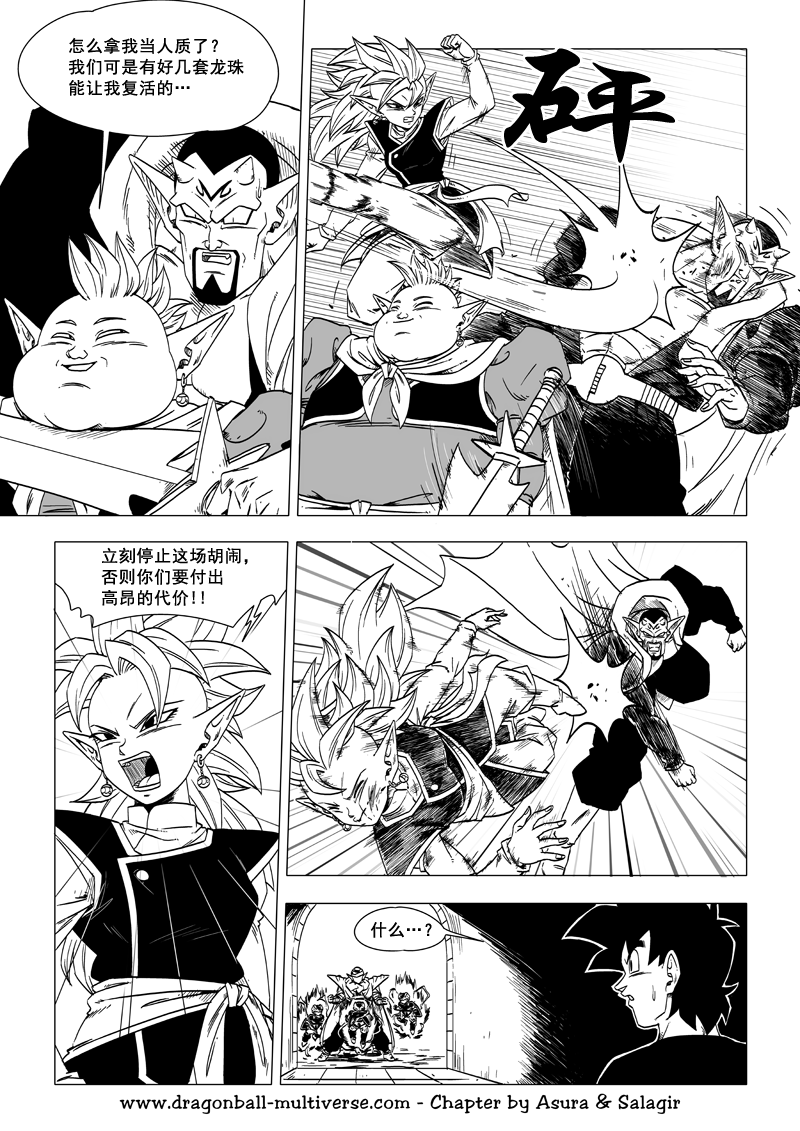 怎么拿我当人质了?
我们可是有好几套龙珠
能让我复活的…
砰
立刻停止这场胡闹，
否则你们要付出
高昂的代价!!
什么…?
www.dragonball-multiverse.com - Chapter by Asura & Salagir